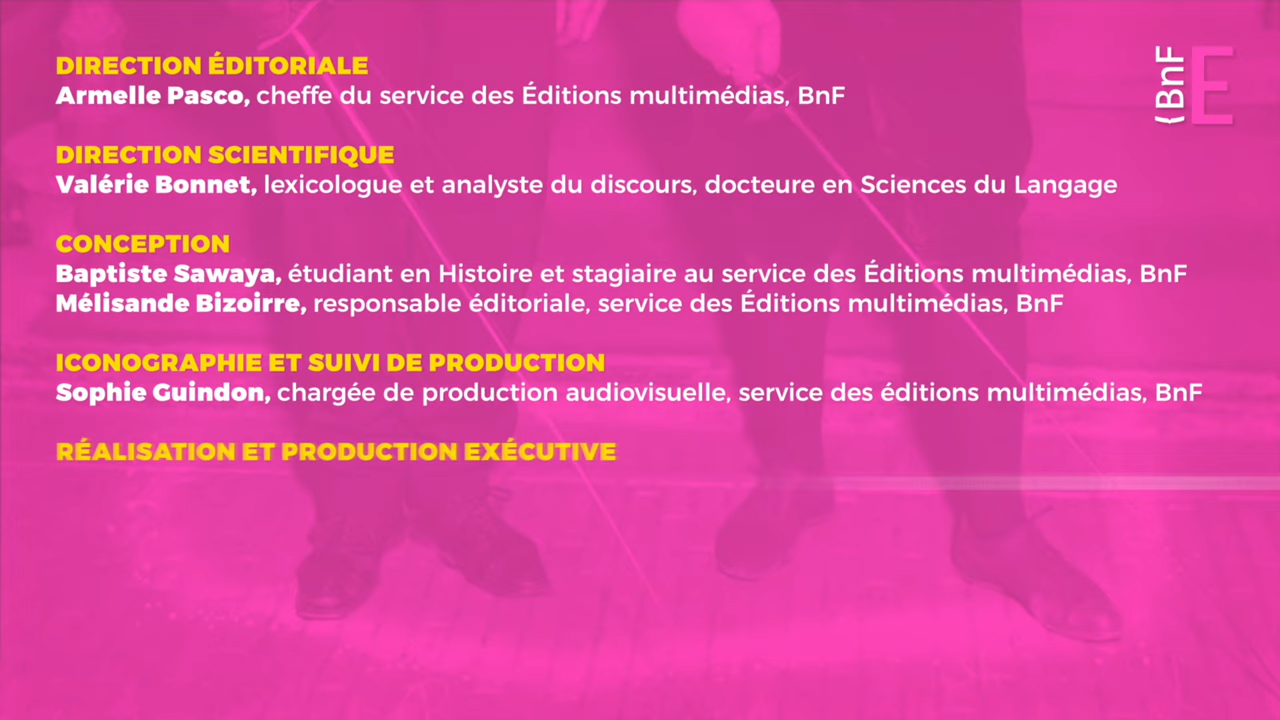 DIRECTION ÉDITORIALE
Armelle Pasco, cheffe du service des Éditions multimédias, BnF
DIRECTION SCIENTIFIQUE
Valérie Bonnet, lexicologue et analyste du discours, docteure en Sciences du Langage
CONCEPTION
Baptiste Sawaya, étudiant en Histoire et stagiaire au service des Éditions multimédias, BnF
Mélisande Bizoirre, responsable éditoriale, service des Éditions multimédias, BnF
ICONOGRAPHIE ET SUIVI DE PRODUCTION
Sophie Guindon, chargée de production audiovisuelle, service des éditions multimédias, BnF
RÉALISATION ET PRODUCTION EXÉCUTIVE
{BnF E